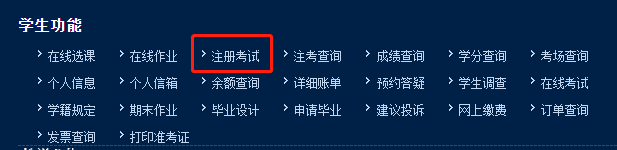 学生功能
在线选课 在线作业 注册考试 注考查询 成绩查询 学分查询 考场查询
个人信息 个人信箱 余额查询 详细账单 预约答疑 学生调查 在线考试
学籍规定 期末作业 毕业设计 申请毕业 建议投诉 网上缴费 订单查询
发票查询 打印准考证